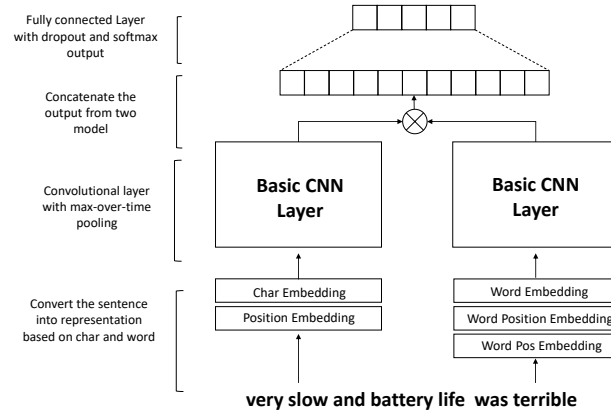 Fully connected Layer
with dropout and softmax
output
Concatenate the
output from two
model
Convolutional layer
with max-over-time
pooling
Convert the sentence
into representation
based on char and word
Basic CNN
Layer
Basic CNN
Layer
Char Embedding
Position Embedding
Word Embedding
Word Position Embedding
Word Pos Embedding
very slow and battery life was terrible